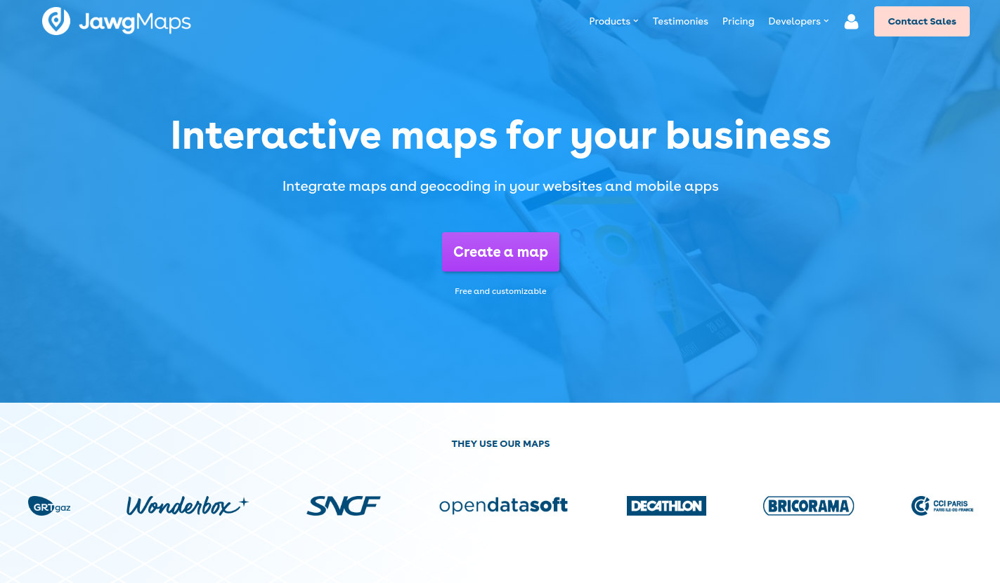 JawgMaps
Products
Testimonies
Pricing
Developers
Contact Sales
Interactive maps for your business
Integrate maps and geocoding in your websites and mobile apps
Create a map
Free and customizable
THEY USE OUR MAPS
GRTgaz
Wonderbox
SNCF
opendatasoft
DECATHLON
BRICORAMA
CCI PARIS
PARIS ILE-DE-FRANCE